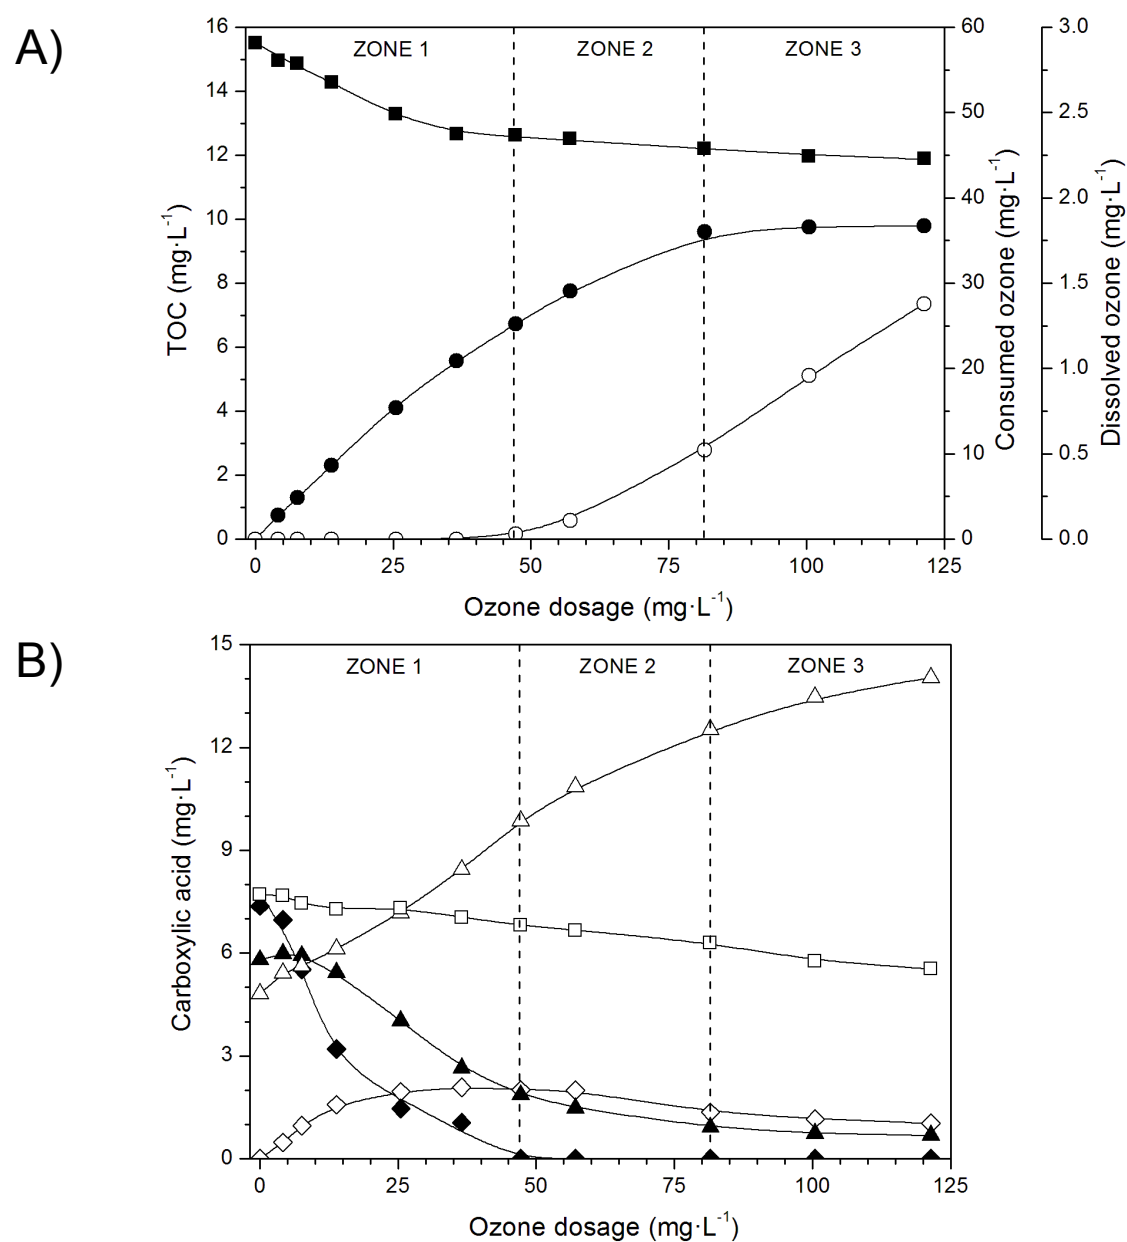 A)
ZONE 1 ZONE 2 ZONE 3
16
14
12
10
8
6
4
2
0
TOC (mg·L⁻¹)
60
50
40
30
20
10
0
Consumed ozone (mg·L⁻¹)
3.0
2.5
2.0
1.5
1.0
0.5
0.0
Dissolved ozone (mg·L⁻¹)
0 25 50 75 100 125
Ozone dosage (mg·L⁻¹)
B)
ZONE 1 ZONE 2 ZONE 3
15
12
9
6
3
0
Carboxylic acid (mg·L⁻¹)
0 25 50 75 100 125
Ozone dosage (mg·L⁻¹)